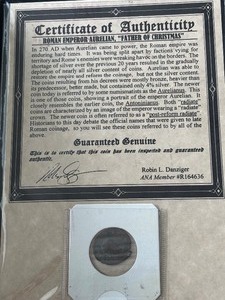 Certificate of Authenticity
ROMAN EMPEROR AURELIAN, "FATHER OF CHRISTMAS"
In 270 AD when Aurelian came to power, the Roman empire was
enduring hard times. It was being split apart by factions vying for
territory and Rome's enemies were wreaking havoc on the borders. The
shortage of silver over the previous 20 years resulted in the gradually
depletion of nearly all silver content of coins. Aurelian was able to
restore the empire and reform the coinage, but not the silver content.
The coins resulting from his decrees were mostly bronze, heavier than
its predecessor, better made, but contained only 4% silver. The newer
coin today is referred to by some numismatists as the Aurelianus. This
is one of those coins, showing a portrait of the emperor Aurelian. It
closely resembles the earlier coin, the Antoninianus. Both "radiate"
coins are characterized by an image of the emperor wearing a "radiate"
crown. The newer coin is often referred to as a "post-reform radiate".
Historians to this day debate the official names that were given to late
Roman coinage, so you will see these coins referred to by all of the
above.
Guaranteed Genuine
This is to certify that this coin has been inspected and guaranteed
authentic.
Robin L. Danziger
ANA Member #R164636